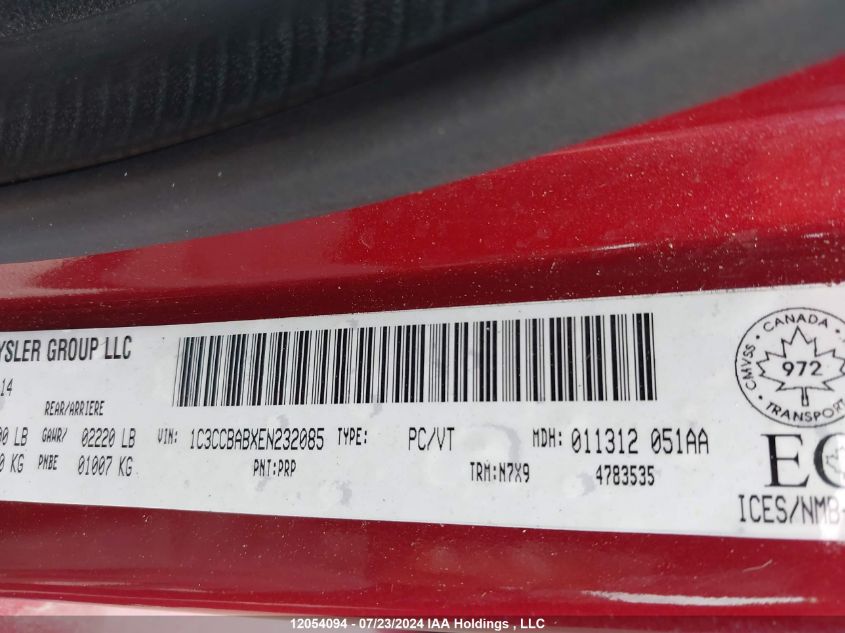 YSLER GROUP LLC
14
REAR/ARRIERE
00 LB GAWR/ 02220 LB VIN: 1C3CCBABXEN232085 TYPE: PC/VT MDH: 011312 051AA
0 KG PNBE 01007 KG PNT:PRP TRM:N7X9 4783535
CANADA
CMVSS
972
TRANSPORT
EC
ICES/NMB-
12054094 - 07/23/2024 IAA Holdings , LLC/